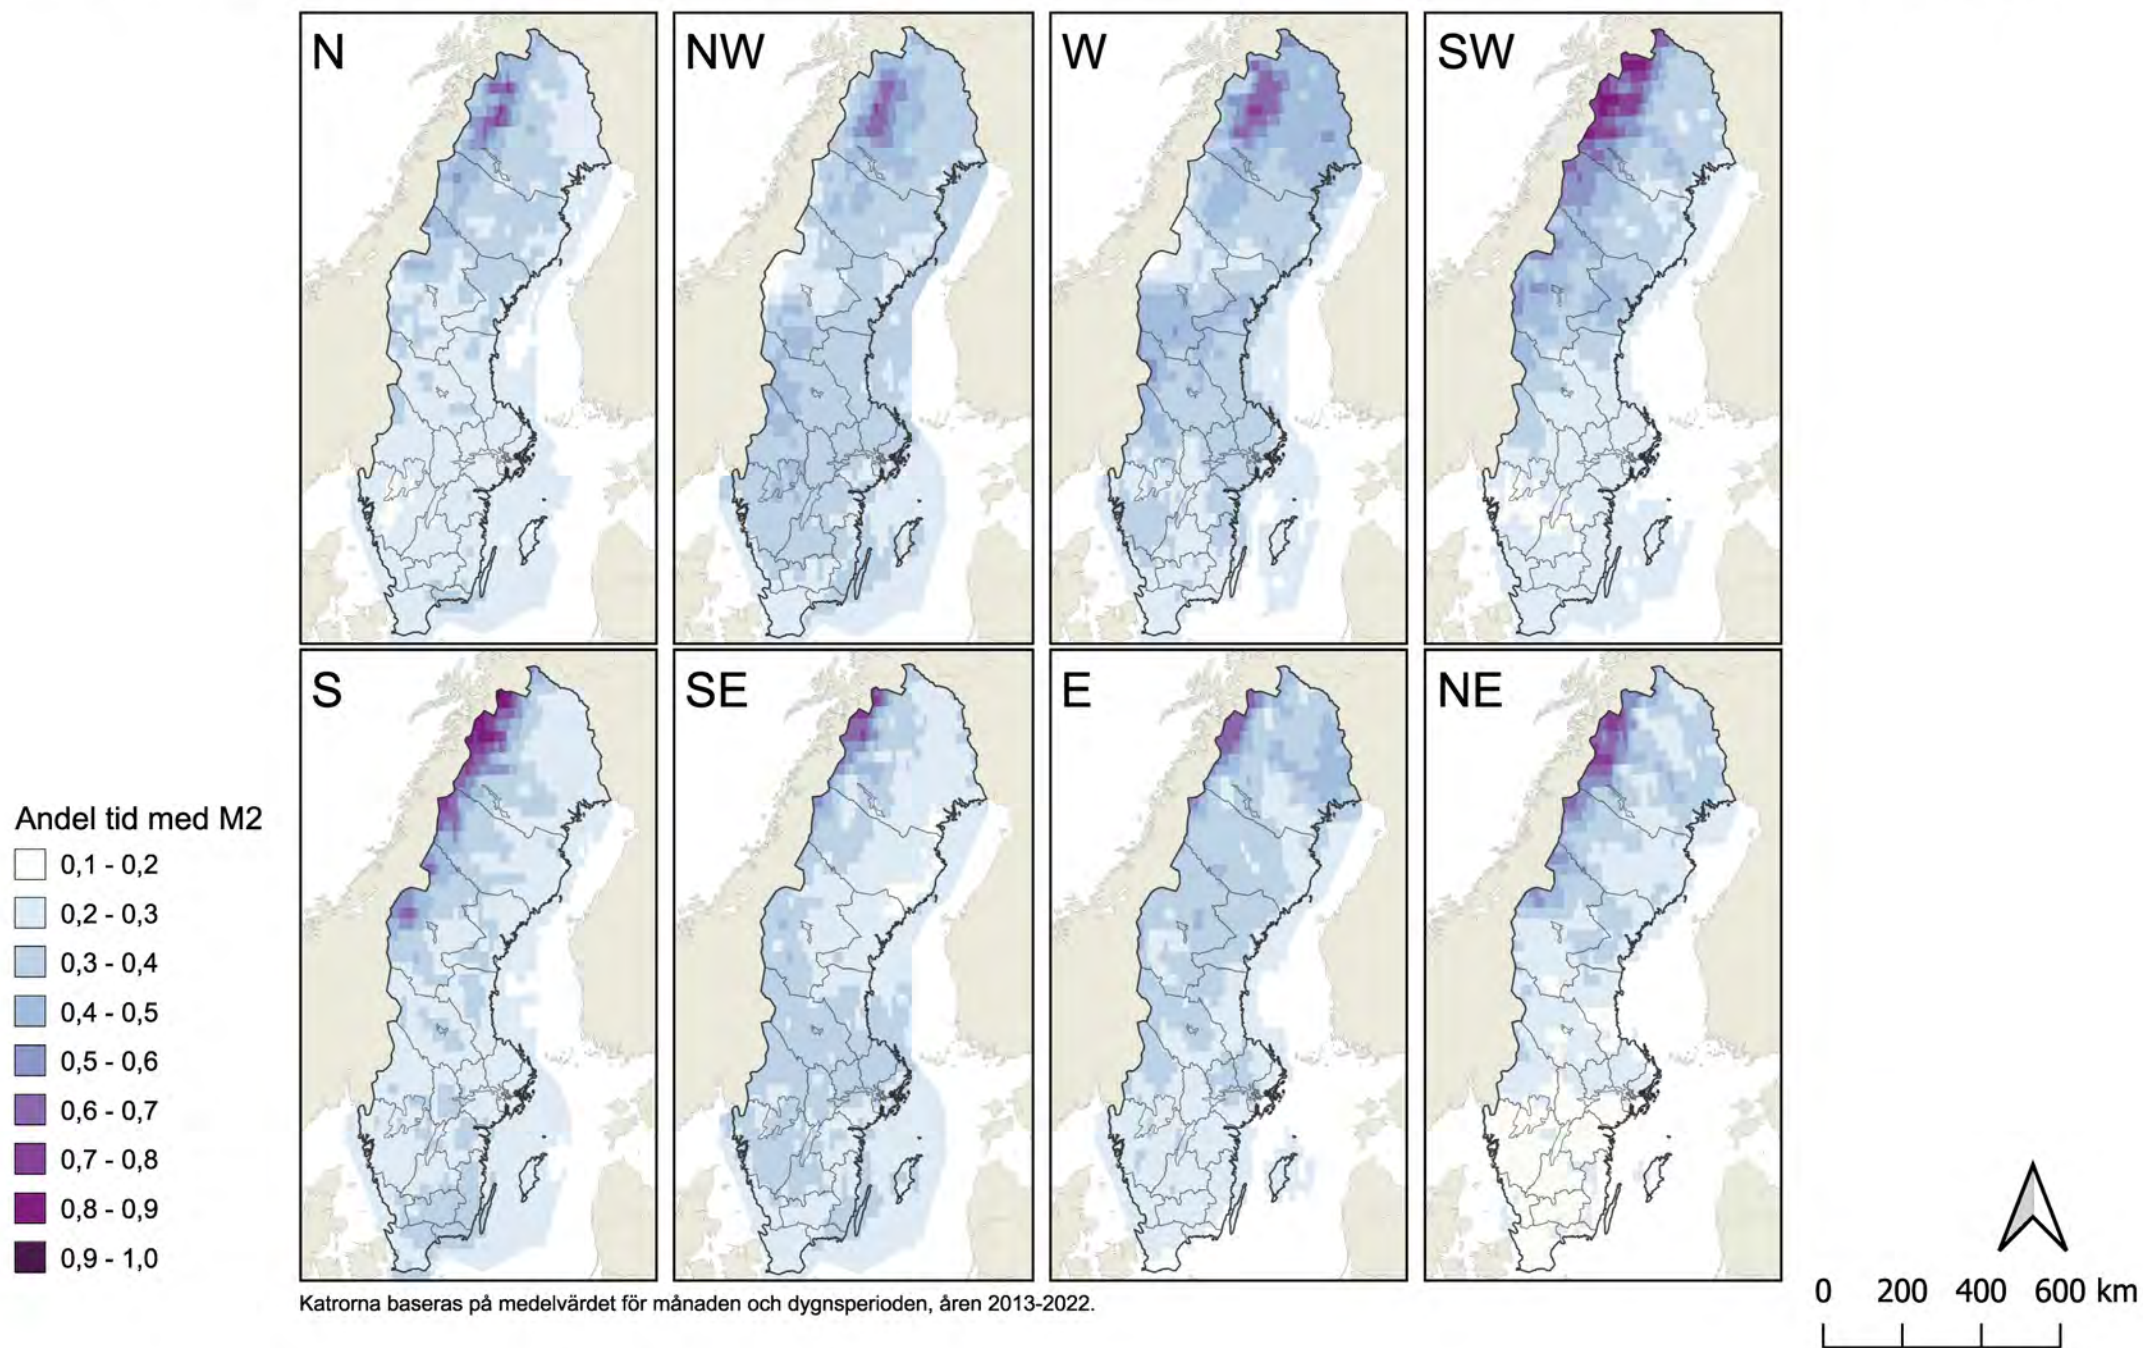 N
NW
W
SW
S
SE
E
NE
Andel tid med M2
0,1 - 0,2
0,2 - 0,3
0,3 - 0,4
0,4 - 0,5
0,5 - 0,6
0,6 - 0,7
0,7 - 0,8
0,8 - 0,9
0,9 - 1,0
Katrorna baseras på medelvärdet för månaden och dygnsperioden, åren 2013-2022.
0 200 400 600 km